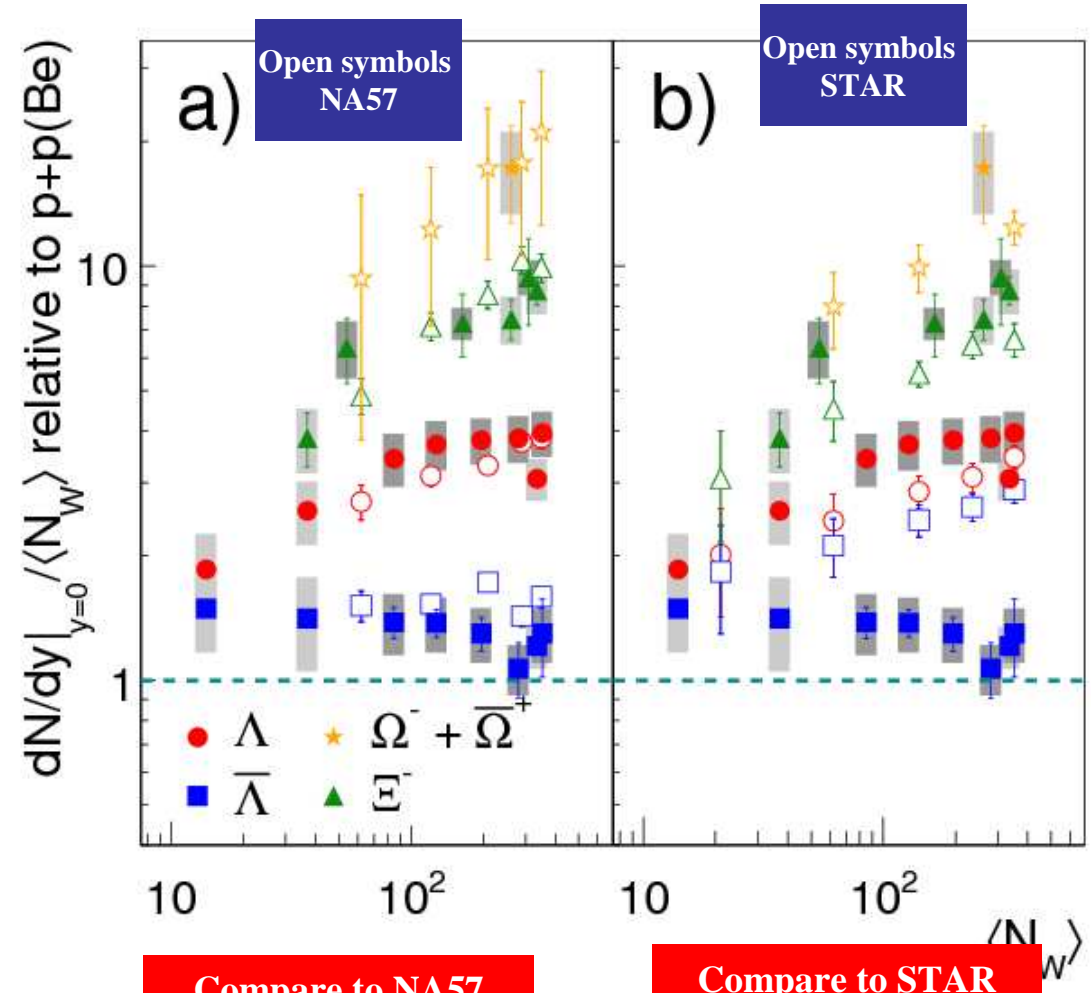 Open symbols
NA57
Open symbols
STAR
a)
b)
dN/dy|y=0/⟨NW⟩ relative to p+p(Be)
10
1
Λ
Ω⁻ + Ω̅⁺
Λ̅
Ξ⁻
10
10²
10
10²
⟨NW⟩
Compare to NA57
Compare to STAR